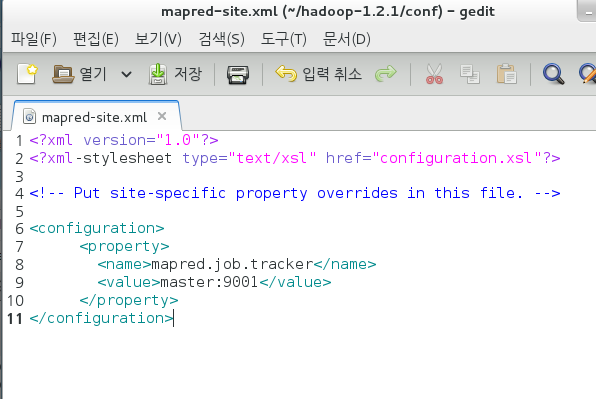 mapred-site.xml (~/hadoop-1.2.1/conf) - gedit
파일(F) 편집(E) 보기(V) 검색(S) 도구(T) 문서(D)
열기 저장 입력 취소
mapred-site.xml
1 <?xml version="1.0"?>
2 <?xml-stylesheet type="text/xsl" href="configuration.xsl"?>
3
4 <!-- Put site-specific property overrides in this file. -->
5
6 <configuration>
7 <property>
8 <name>mapred.job.tracker</name>
9 <value>master:9001</value>
10 </property>
11 </configuration>